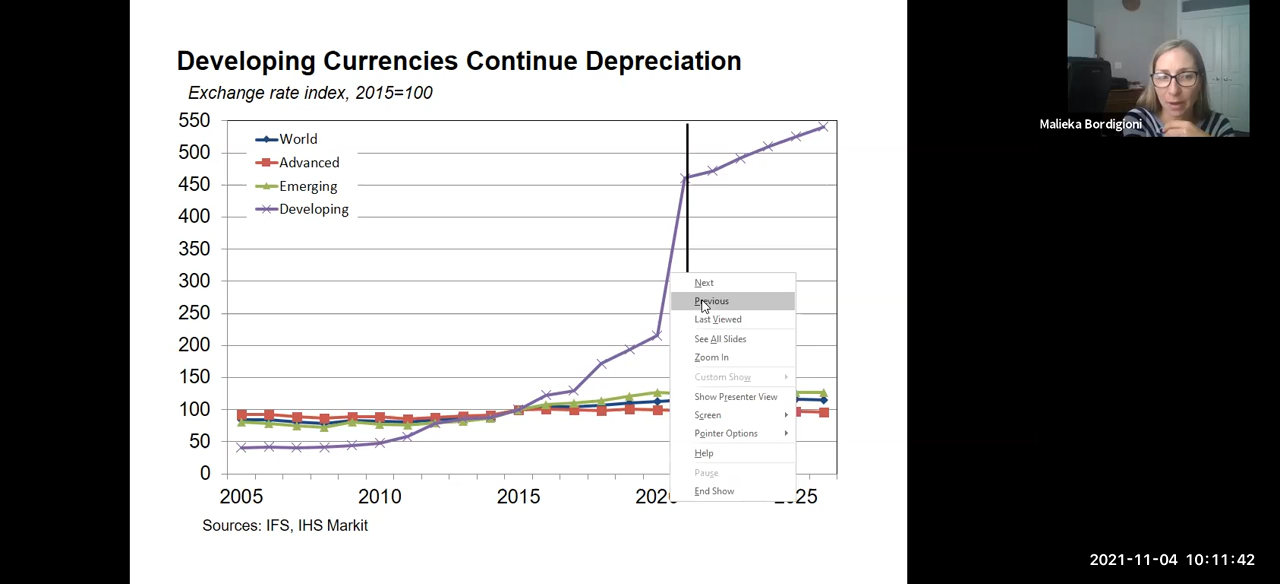 Developing Currencies Continue Depreciation
Exchange rate index, 2015=100
550
500
450
400
350
300
250
200
150
100
50
0
World
Advanced
Emerging
Developing
Next
Previous
Last Viewed
See All Slides
Zoom In
Custom Show
Show Presenter View
Screen
Pointer Options
Help
Pause
End Show
2005 2010 2015 2020 2025
Sources: IFS, IHS Markit
Malieka Bordigioni
2021-11-04 10:11:42